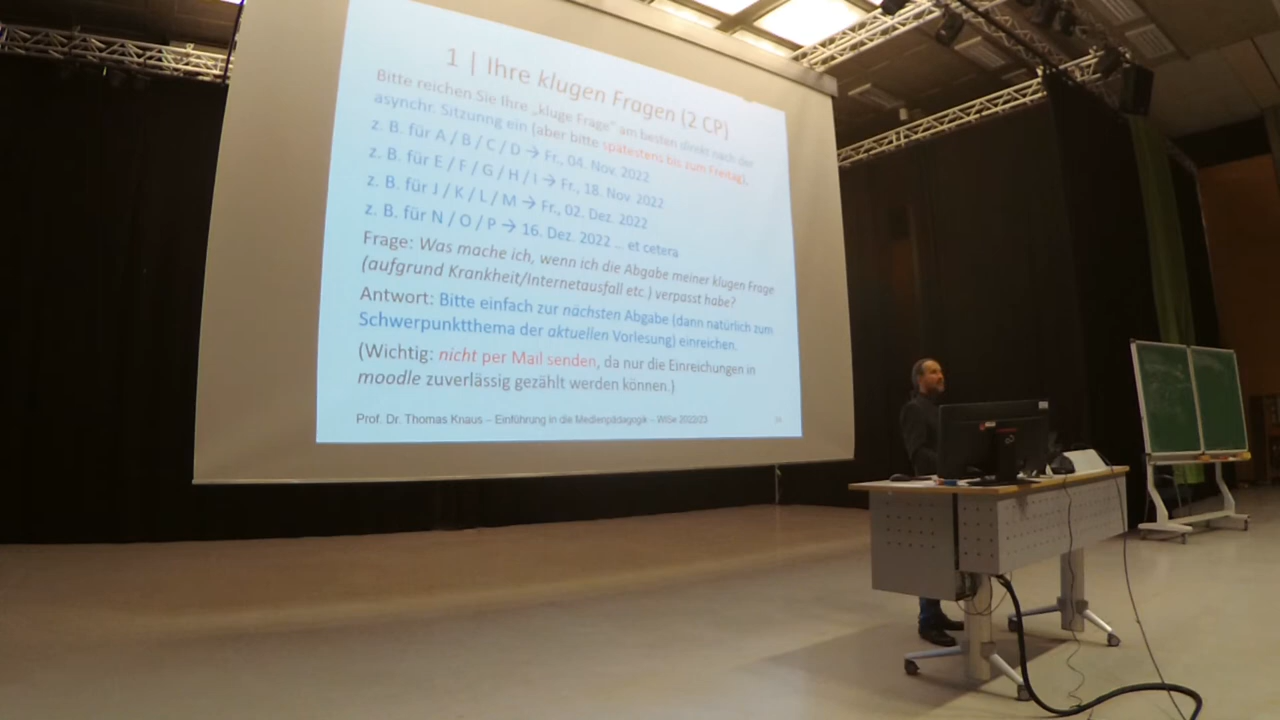 1 | Ihre klugen Fragen (2 CP)
Bitte reichen Sie Ihre „kluge Frage" am besten direkt nach der
asynchr. Sitzunng ein (aber bitte spätestens bis zum Freitag),
z. B. für A / B / C / D → Fr., 04. Nov. 2022
z. B. für E / F / G / H / I → Fr., 18. Nov. 2022
z. B. für J / K / L / M → Fr., 02. Dez. 2022
z. B. für N / O / P → 16. Dez. 2022 ... et cetera
Frage: Was mache ich, wenn ich die Abgabe meiner klugen Frage
(aufgrund Krankheit/Internetausfall etc.) verpasst habe?
Antwort: Bitte einfach zur nächsten Abgabe (dann natürlich zum
Schwerpunktthema der aktuellen Vorlesung) einreichen.
(Wichtig: nicht per Mail senden, da nur die Einreichungen in
moodle zuverlässig gezählt werden können.)
Prof. Dr. Thomas Knaus – Einführung in die Medienpädagogik – WiSe 2022/23